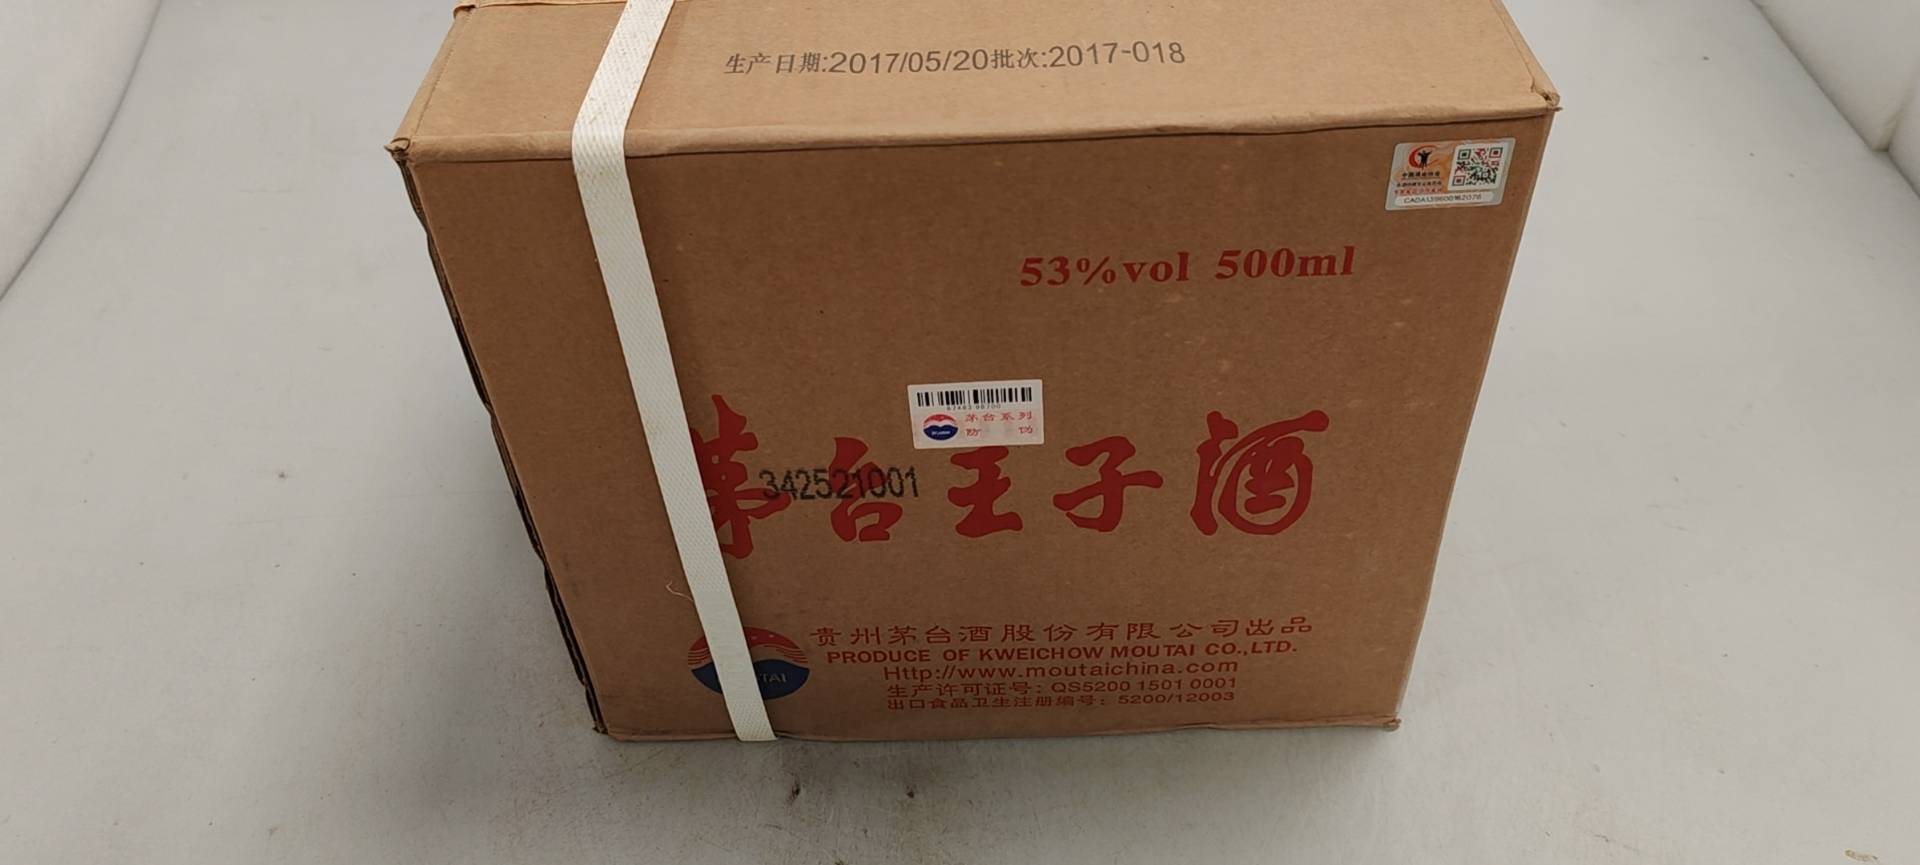 生产日期:2017/05/20批次:2017-018
53%vol 500ml
茅台系列
防 伪
茅台王子酒
342521001
贵州茅台酒股份有限公司出品
PRODUCE OF KWEICHOW MOUTAI CO.,LTD.
Http://www.moutaichina.com
生产许可证号: QS5200 1501 0001
出口食品卫生注册编号: 5200/12003